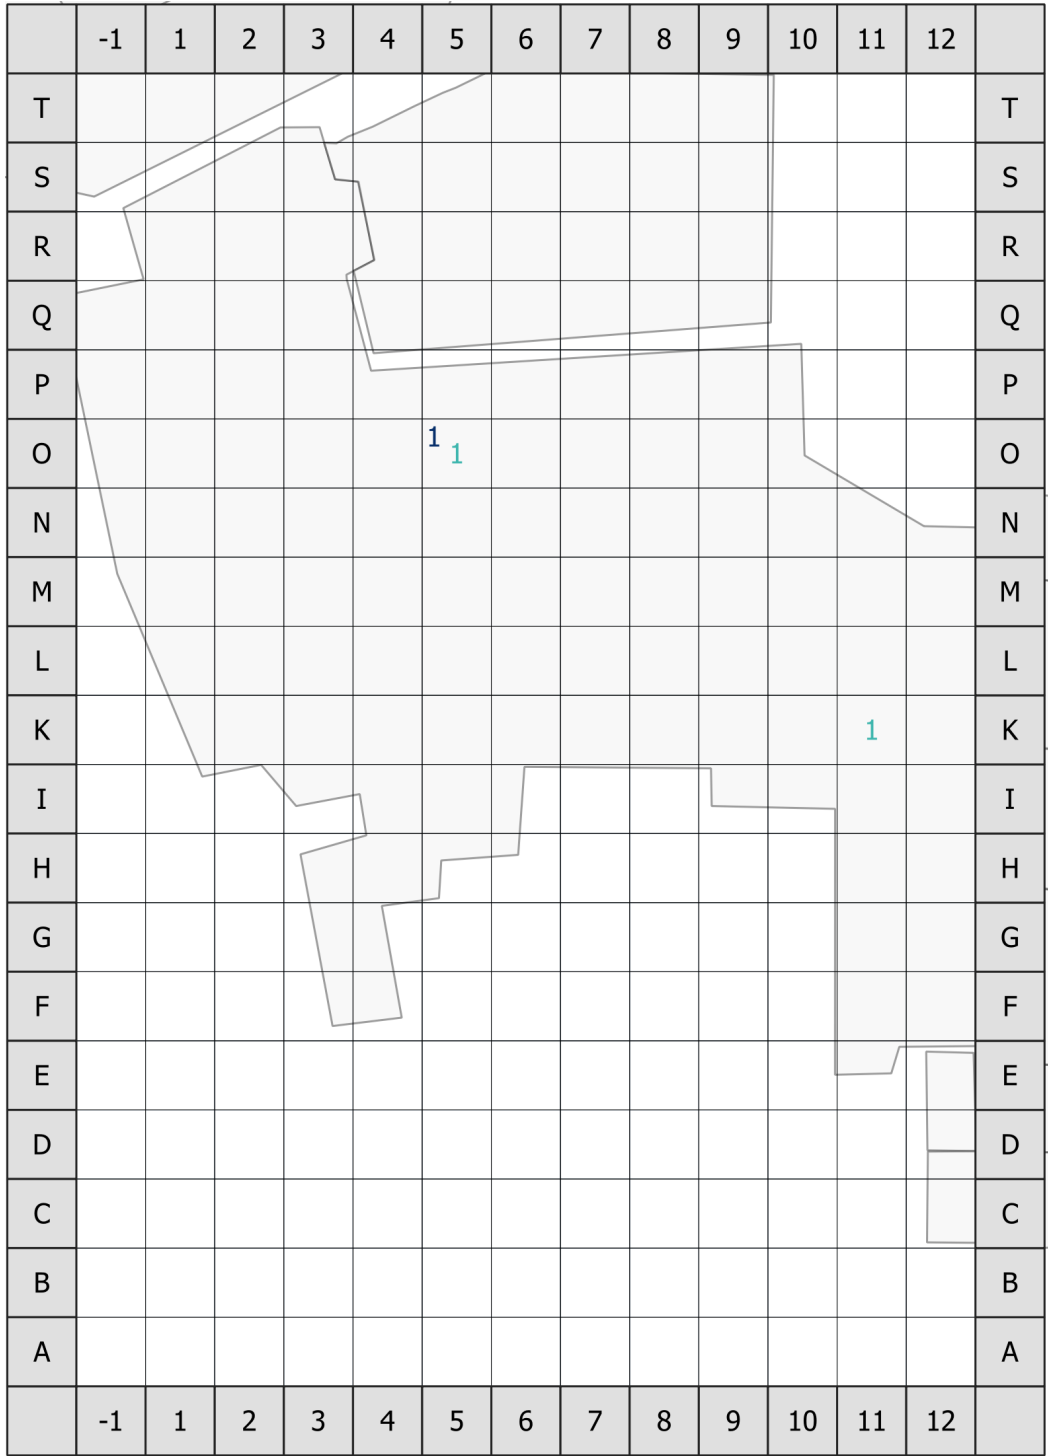 -1 1 2 3 4 5 6 7 8 9 10 11 12
T T
S S
R R
Q Q
P P
1
O 1 O
N N
M M
L L
K 1 K
I I
H H
G G
F F
E E
D D
C C
B B
A A
-1 1 2 3 4 5 6 7 8 9 10 11 12